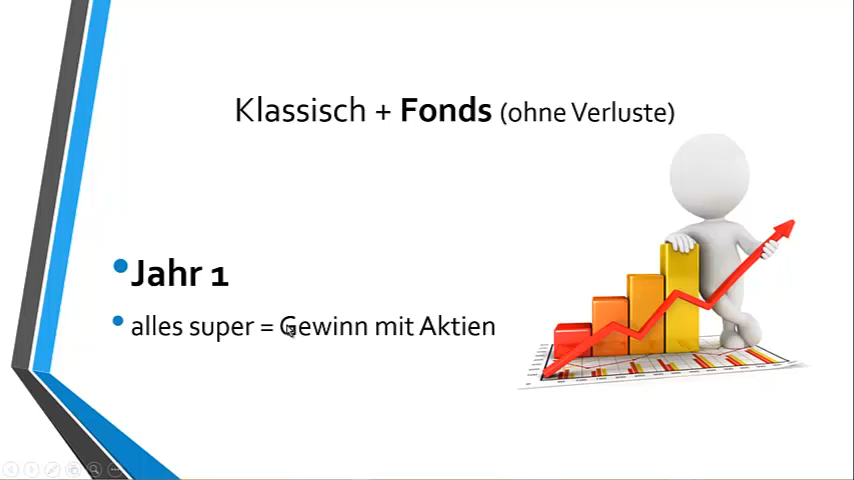 Klassisch + Fonds (ohne Verluste)
•Jahr 1
• alles super = Gewinn mit Aktien